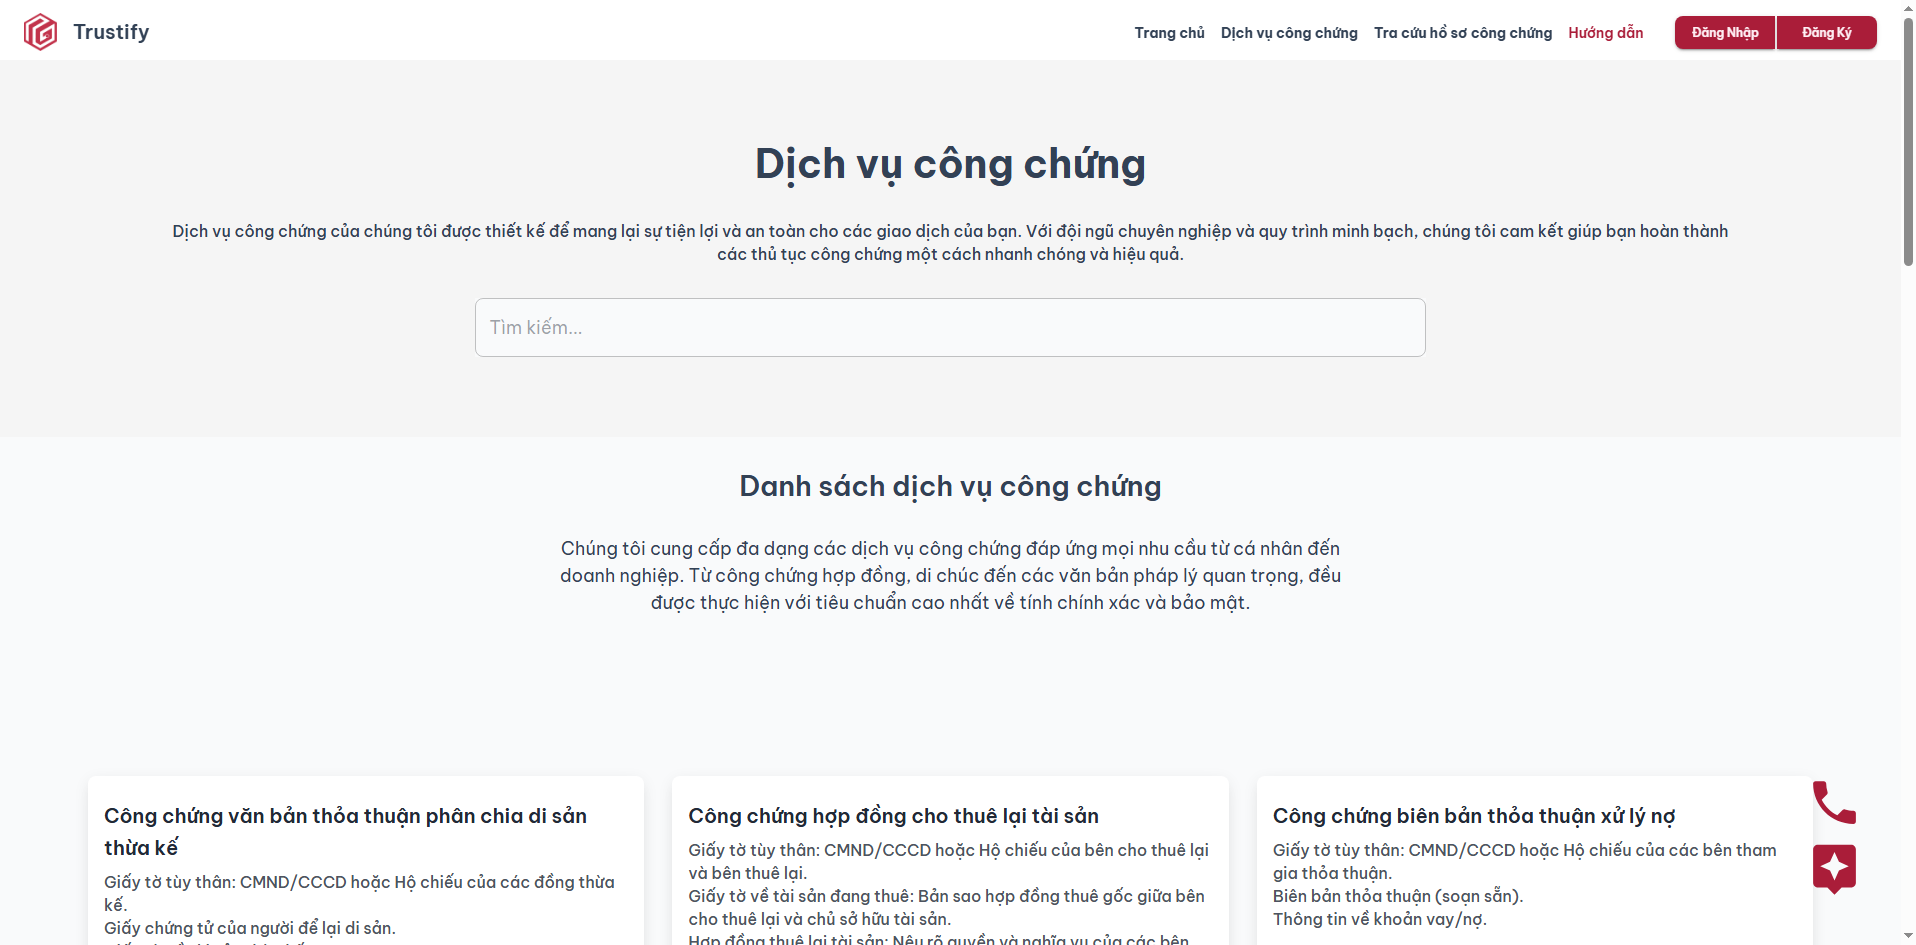 Trustify
Trang chủ
Dịch vụ công chứng
Tra cứu hồ sơ công chứng
Hướng dẫn
Đăng Nhập
Đăng Ký
Dịch vụ công chứng
Dịch vụ công chứng của chúng tôi được thiết kế để mang lại sự tiện lợi và an toàn cho các giao dịch của bạn. Với đội ngũ chuyên nghiệp và quy trình minh bạch, chúng tôi cam kết giúp bạn hoàn thành
các thủ tục công chứng một cách nhanh chóng và hiệu quả.
Tìm kiếm...
Danh sách dịch vụ công chứng
Chúng tôi cung cấp đa dạng các dịch vụ công chứng đáp ứng mọi nhu cầu từ cá nhân đến
doanh nghiệp. Từ công chứng hợp đồng, di chúc đến các văn bản pháp lý quan trọng, đều
được thực hiện với tiêu chuẩn cao nhất về tính chính xác và bảo mật.
Công chứng văn bản thỏa thuận phân chia di sản
thừa kế
Giấy tờ tùy thân: CMND/CCCD hoặc Hộ chiếu của các đồng thừa
kế.
Giấy chứng tử của người để lại di sản.
Công chứng hợp đồng cho thuê lại tài sản
Giấy tờ tùy thân: CMND/CCCD hoặc Hộ chiếu của bên cho thuê lại
và bên thuê lại.
Giấy tờ về tài sản đang thuê: Bản sao hợp đồng thuê gốc giữa bên
cho thuê lại và chủ sở hữu tài sản.
Hợp đồng thuê lại tài sản: Nêu rõ quyền và nghĩa vụ của các bên
Công chứng biên bản thỏa thuận xử lý nợ
Giấy tờ tùy thân: CMND/CCCD hoặc Hộ chiếu của các bên tham
gia thỏa thuận.
Biên bản thỏa thuận (soạn sẵn).
Thông tin về khoản vay/nợ.